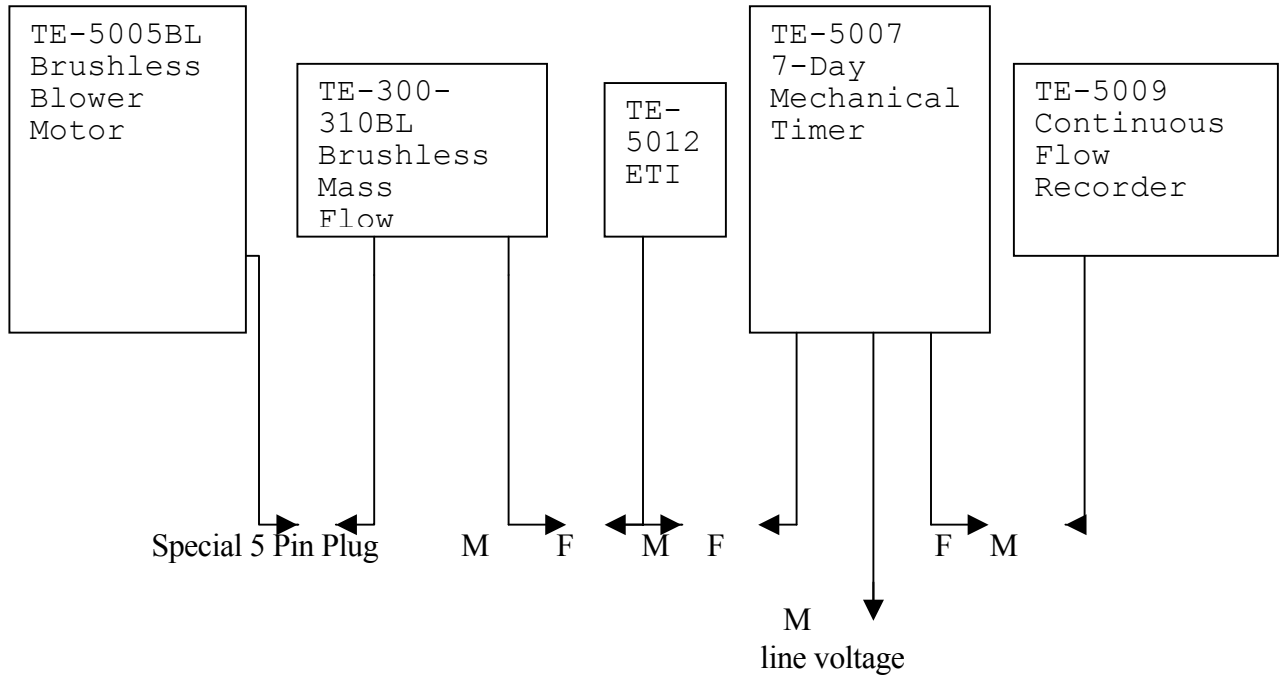 TE-5005BL
Brushless
Blower
Motor
TE-300-
310BL
Brushless
Mass
Flow
TE-
5012
ETI
TE-5007
7-Day
Mechanical
Timer
TE-5009
Continuous
Flow
Recorder
Special 5 Pin Plug M F M F F M
M
line voltage